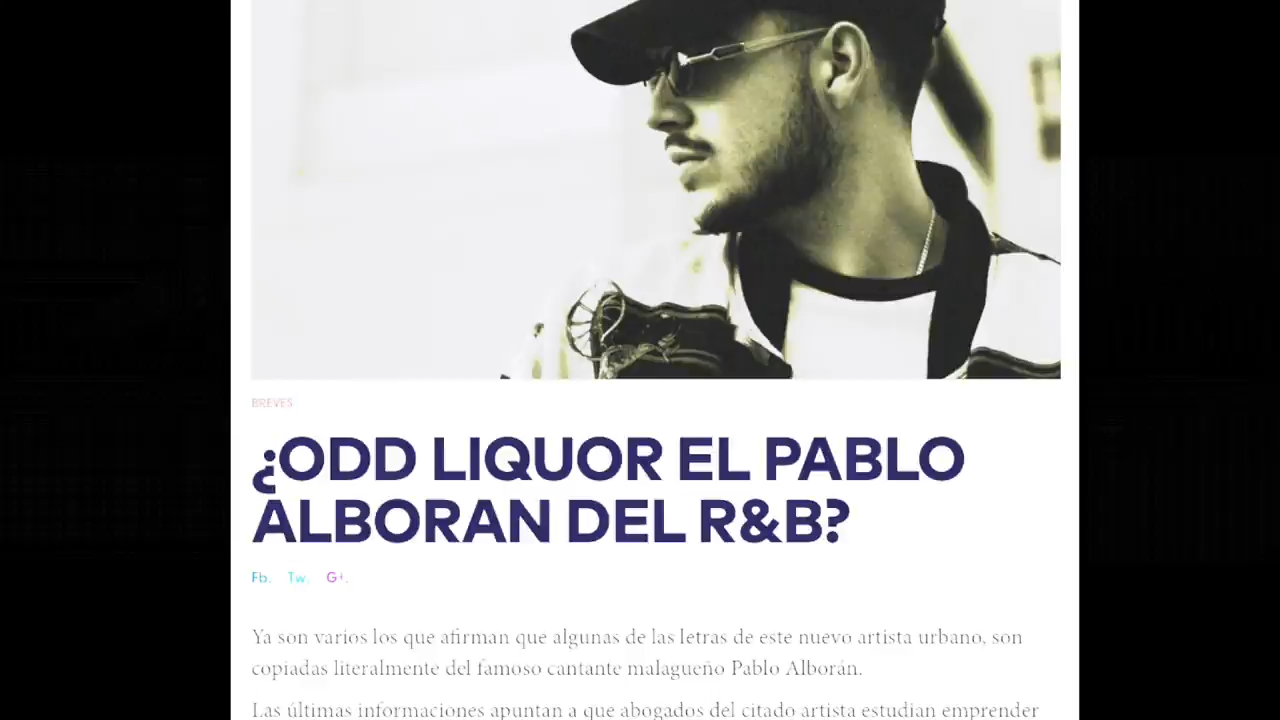 BREVES
¿ODD LIQUOR EL PABLO
ALBORAN DEL R&B?
Fb. Tw. G+.
Ya son varios los que afirman que algunas de las letras de este nuevo artista urbano, son
copiadas literalmente del famoso cantante malagueño Pablo Alborán.
Las últimas informaciones apuntan a que abogados del citado artista estudian emprender